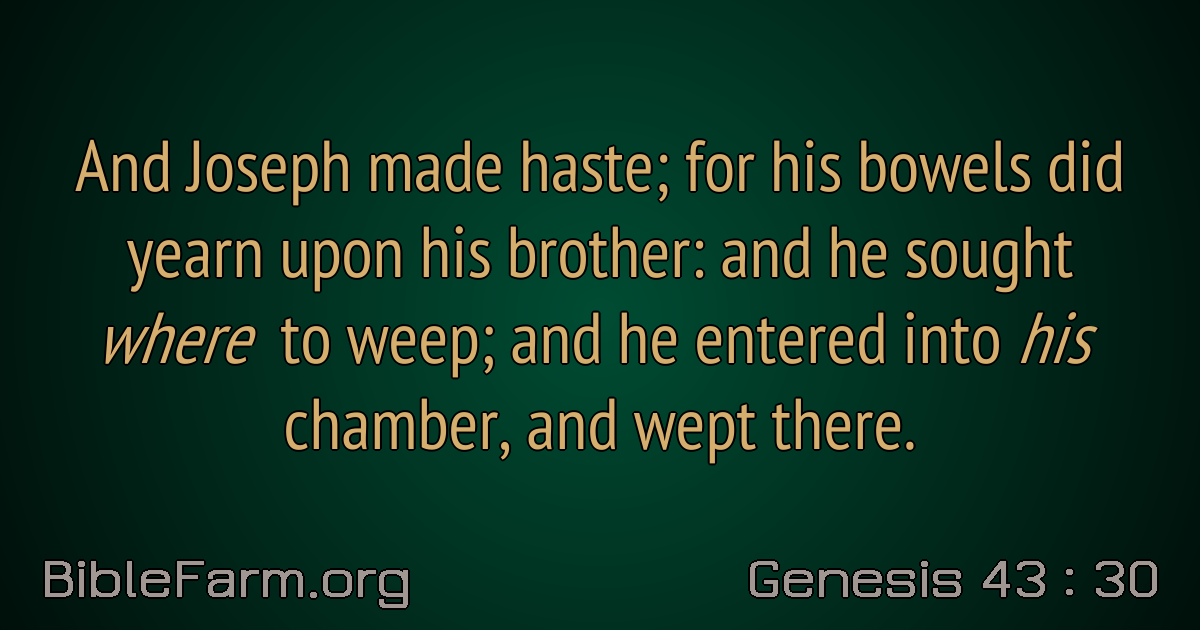 And Joseph made haste; for his bowels did
yearn upon his brother: and he sought
where to weep; and he entered into his
chamber, and wept there.
BibleFarm.org
Genesis 43 : 30